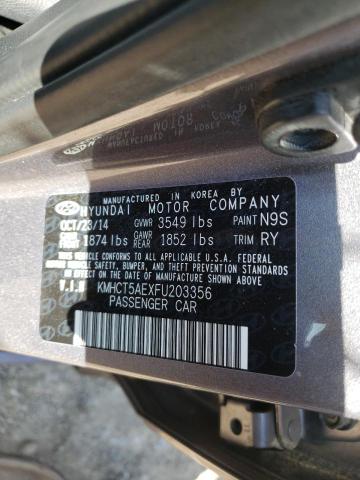 MANUFACTURED IN KOREA BY
HYUNDAI MOTOR COMPANY
OCT/23/14 GVWR 3549 lbs PAINT N9S
GAWR FRONT 1874 lbs GAWR REAR 1852 lbs TRIM RY
THIS VEHICLE CONFORMS TO ALL APPLICABLE
U.S. FEDERAL MOTOR VEHICLE SAFETY, BUMPER,
AND THEFT PREVENTION STANDARDS IN EFFECT ON
THE DATE OF MANUFACTURE SHOWN ABOVE.
V.I.N KMHCT5AEXFU203356
PASSENGER CAR